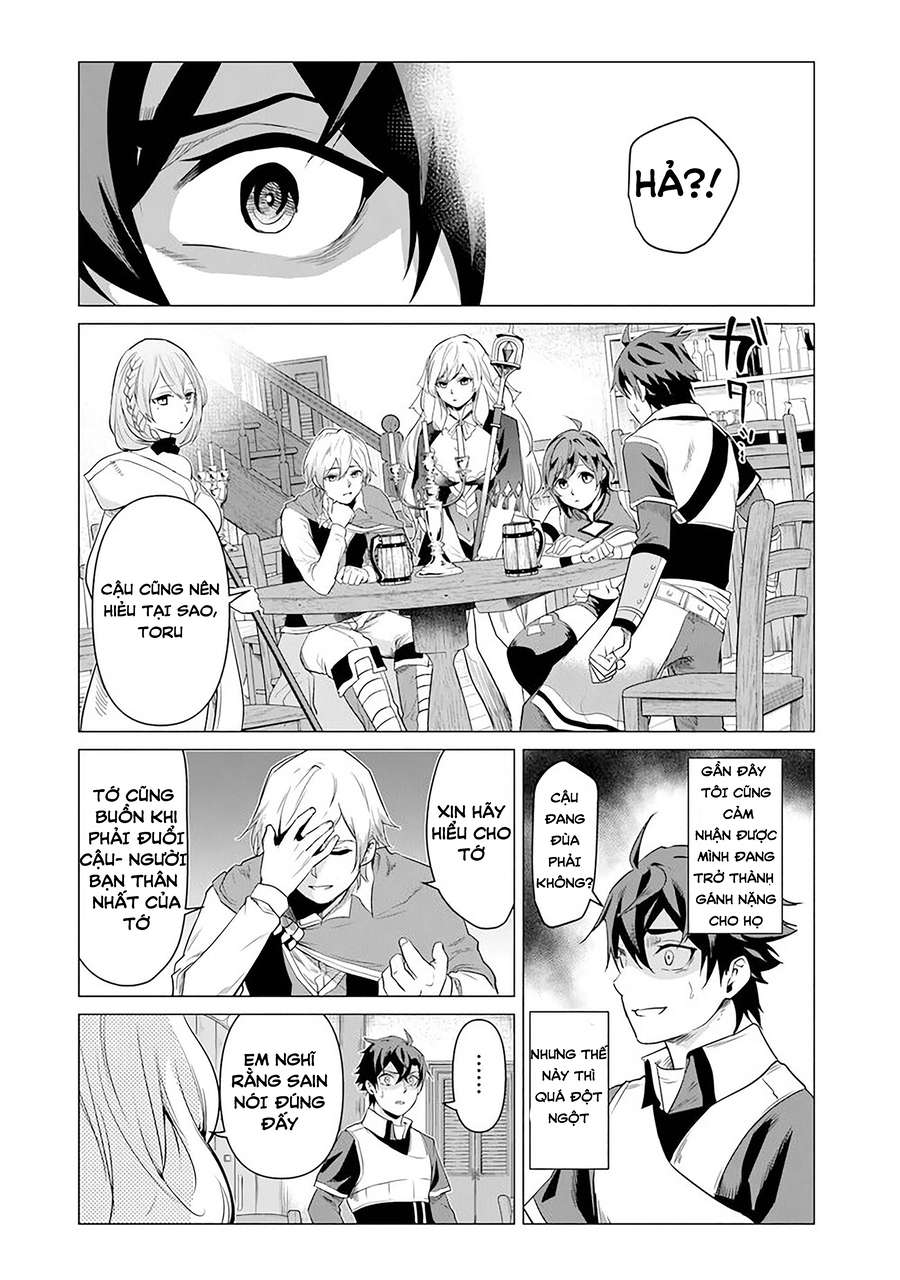 HẢ?!
ガタッ
CẬU CŨNG NÊN
HIỂU TẠI SAO,
TORU
GẦN ĐÂY
TÔI CŨNG
CẢM
NHẬN ĐƯỢC
MÌNH ĐANG
TRỞ THÀNH
GÁNH NẶNG
CHO HỌ
CẬU
ĐANG
ĐÙA
PHẢI
KHÔNG?
NHƯNG THẾ
NÀY THÌ
QUÁ ĐỘT
NGỘT
XIN HÃY
HIỂU CHO
TỚ
TỚ CŨNG
BUỒN KHI
PHẢI ĐUỔI
CẬU- NGƯỜI
BẠN THÂN
NHẤT CỦA
TỚ
......
EM NGHĨ
RẰNG SAIN
NÓI ĐÚNG
ĐẤY